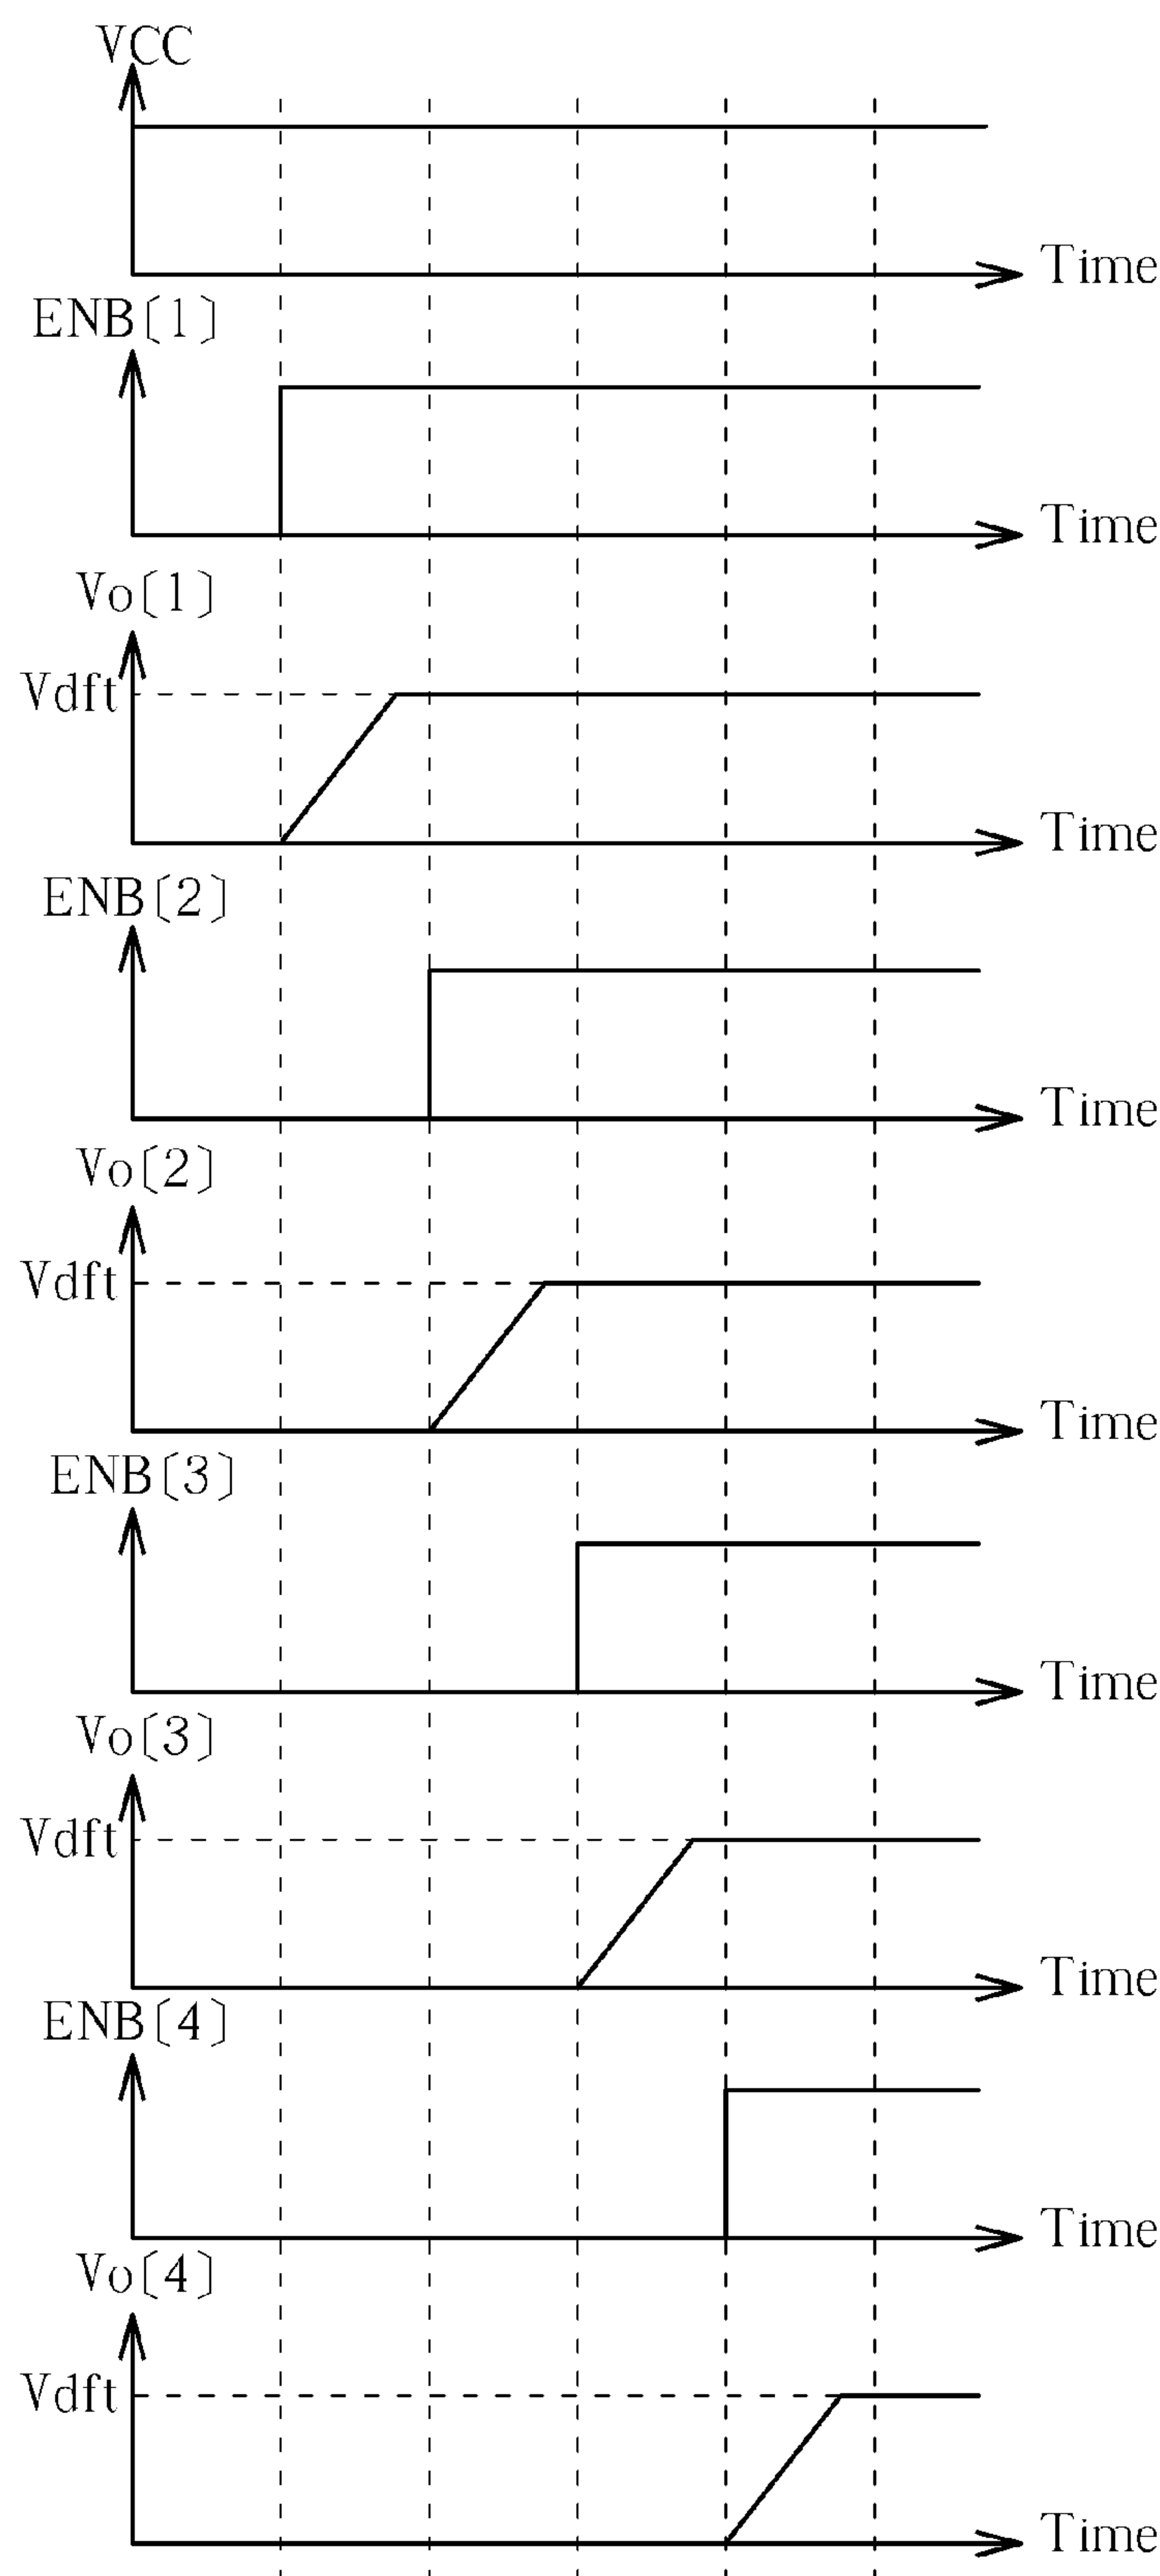 VCC
Time
ENB[1]
Time
Vo[1]
Vdft
Time
ENB[2]
Time
Vo[2]
Vdft
Time
ENB[3]
Time
Vo[3]
Vdft
Time
ENB[4]
Time
Vo[4]
Vdft
Time